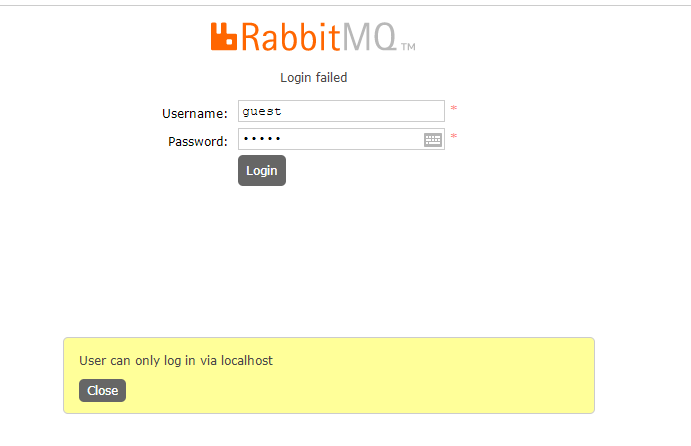 RabbitMQ™
Login failed
Username: guest *
Password: ••••• *
Login
User can only log in via localhost
Close